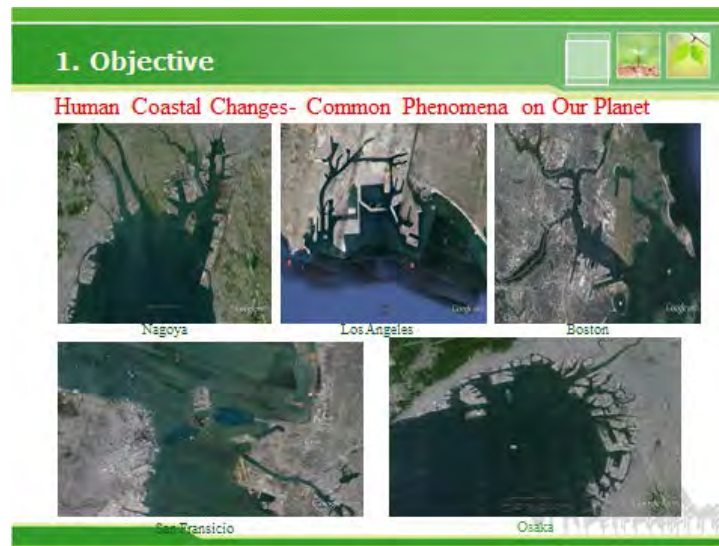 1. Objective
Human Coastal Changes- Common Phenomena on Our Planet
Nagoya
Los Angeles
Boston
San Fransicio
Osaka